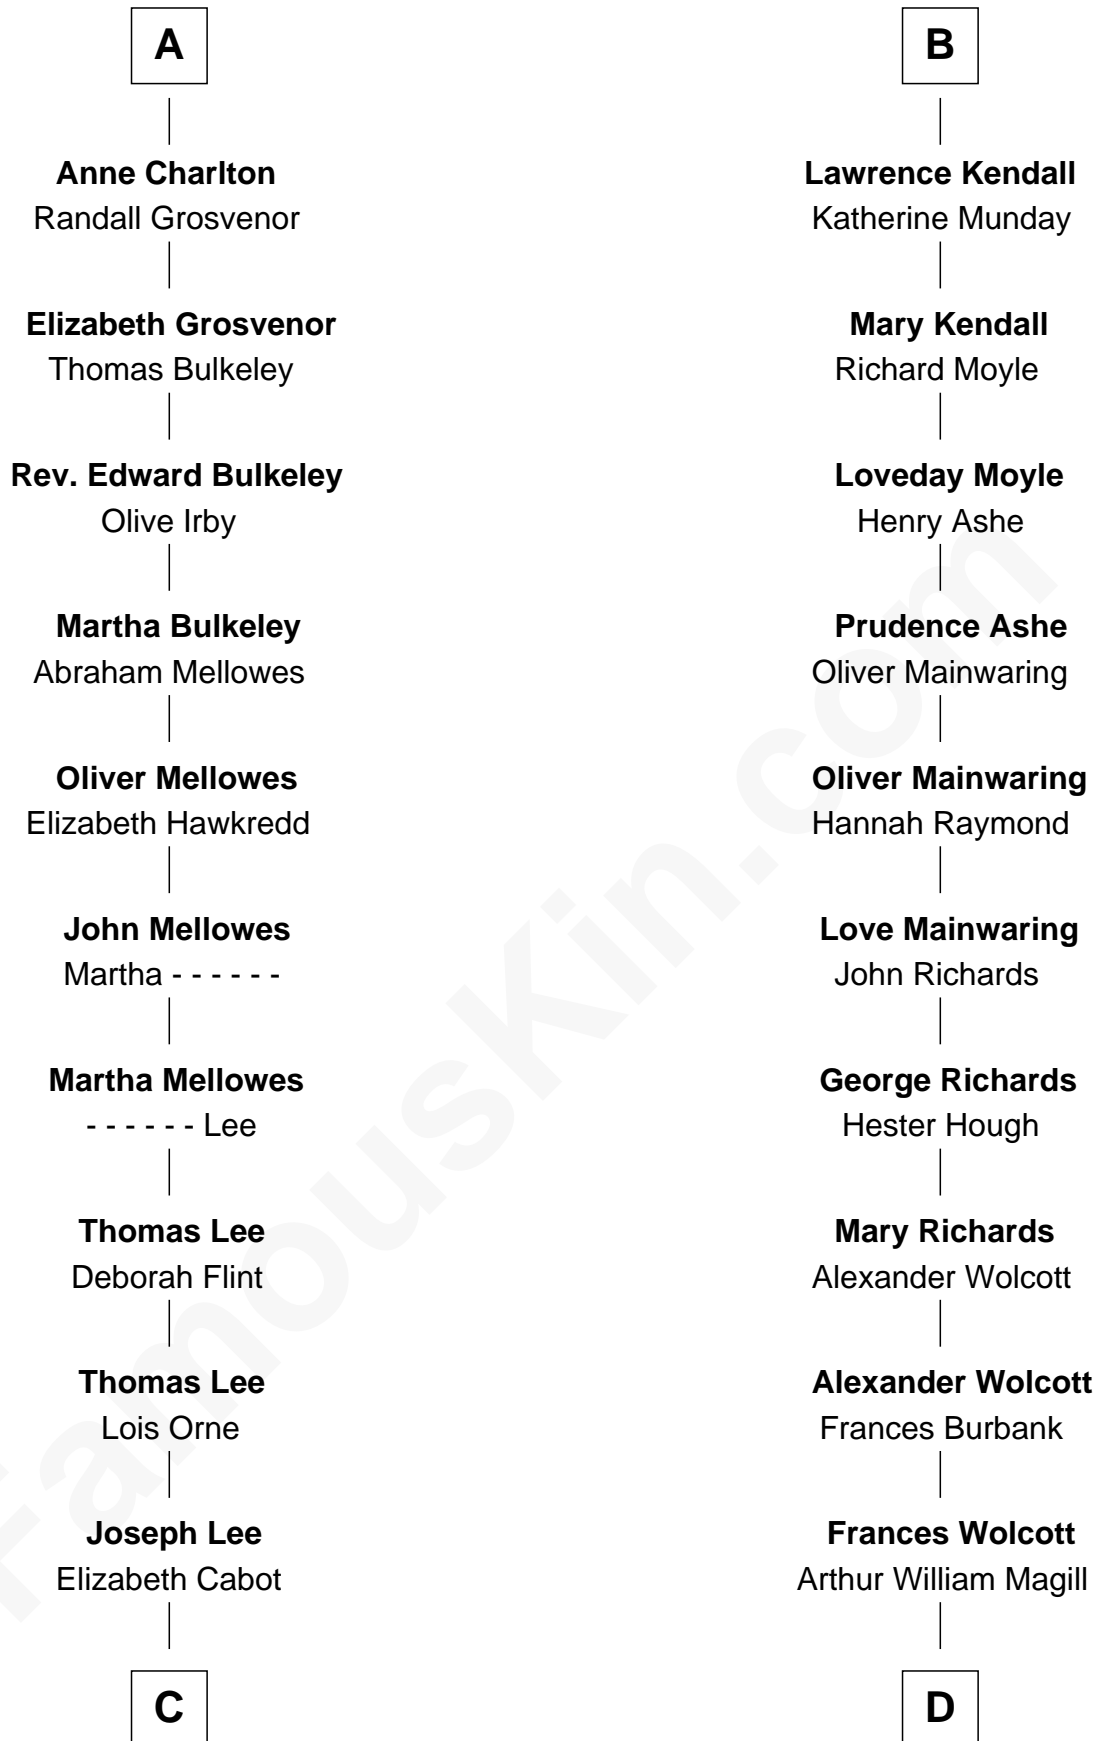 A
Anne Charlton
Randall Grosvenor
Elizabeth Grosvenor
Thomas Bulkeley
Rev. Edward Bulkeley
Olive Irby
Martha Bulkeley
Abraham Mellowes
Oliver Mellowes
Elizabeth Hawkredd
John Mellowes
Martha - - - - - -
Martha Mellowes
- - - - - - Lee
Thomas Lee
Deborah Flint
Thomas Lee
Lois Orne
Joseph Lee
Elizabeth Cabot
C
B
Lawrence Kendall
Katherine Munday
Mary Kendall
Richard Moyle
Loveday Moyle
Henry Ashe
Prudence Ashe
Oliver Mainwaring
Oliver Mainwaring
Hannah Raymond
Love Mainwaring
John Richards
George Richards
Hester Hough
Mary Richards
Alexander Wolcott
Alexander Wolcott
Frances Burbank
Frances Wolcott
Arthur William Magill
D
FamousKin.com